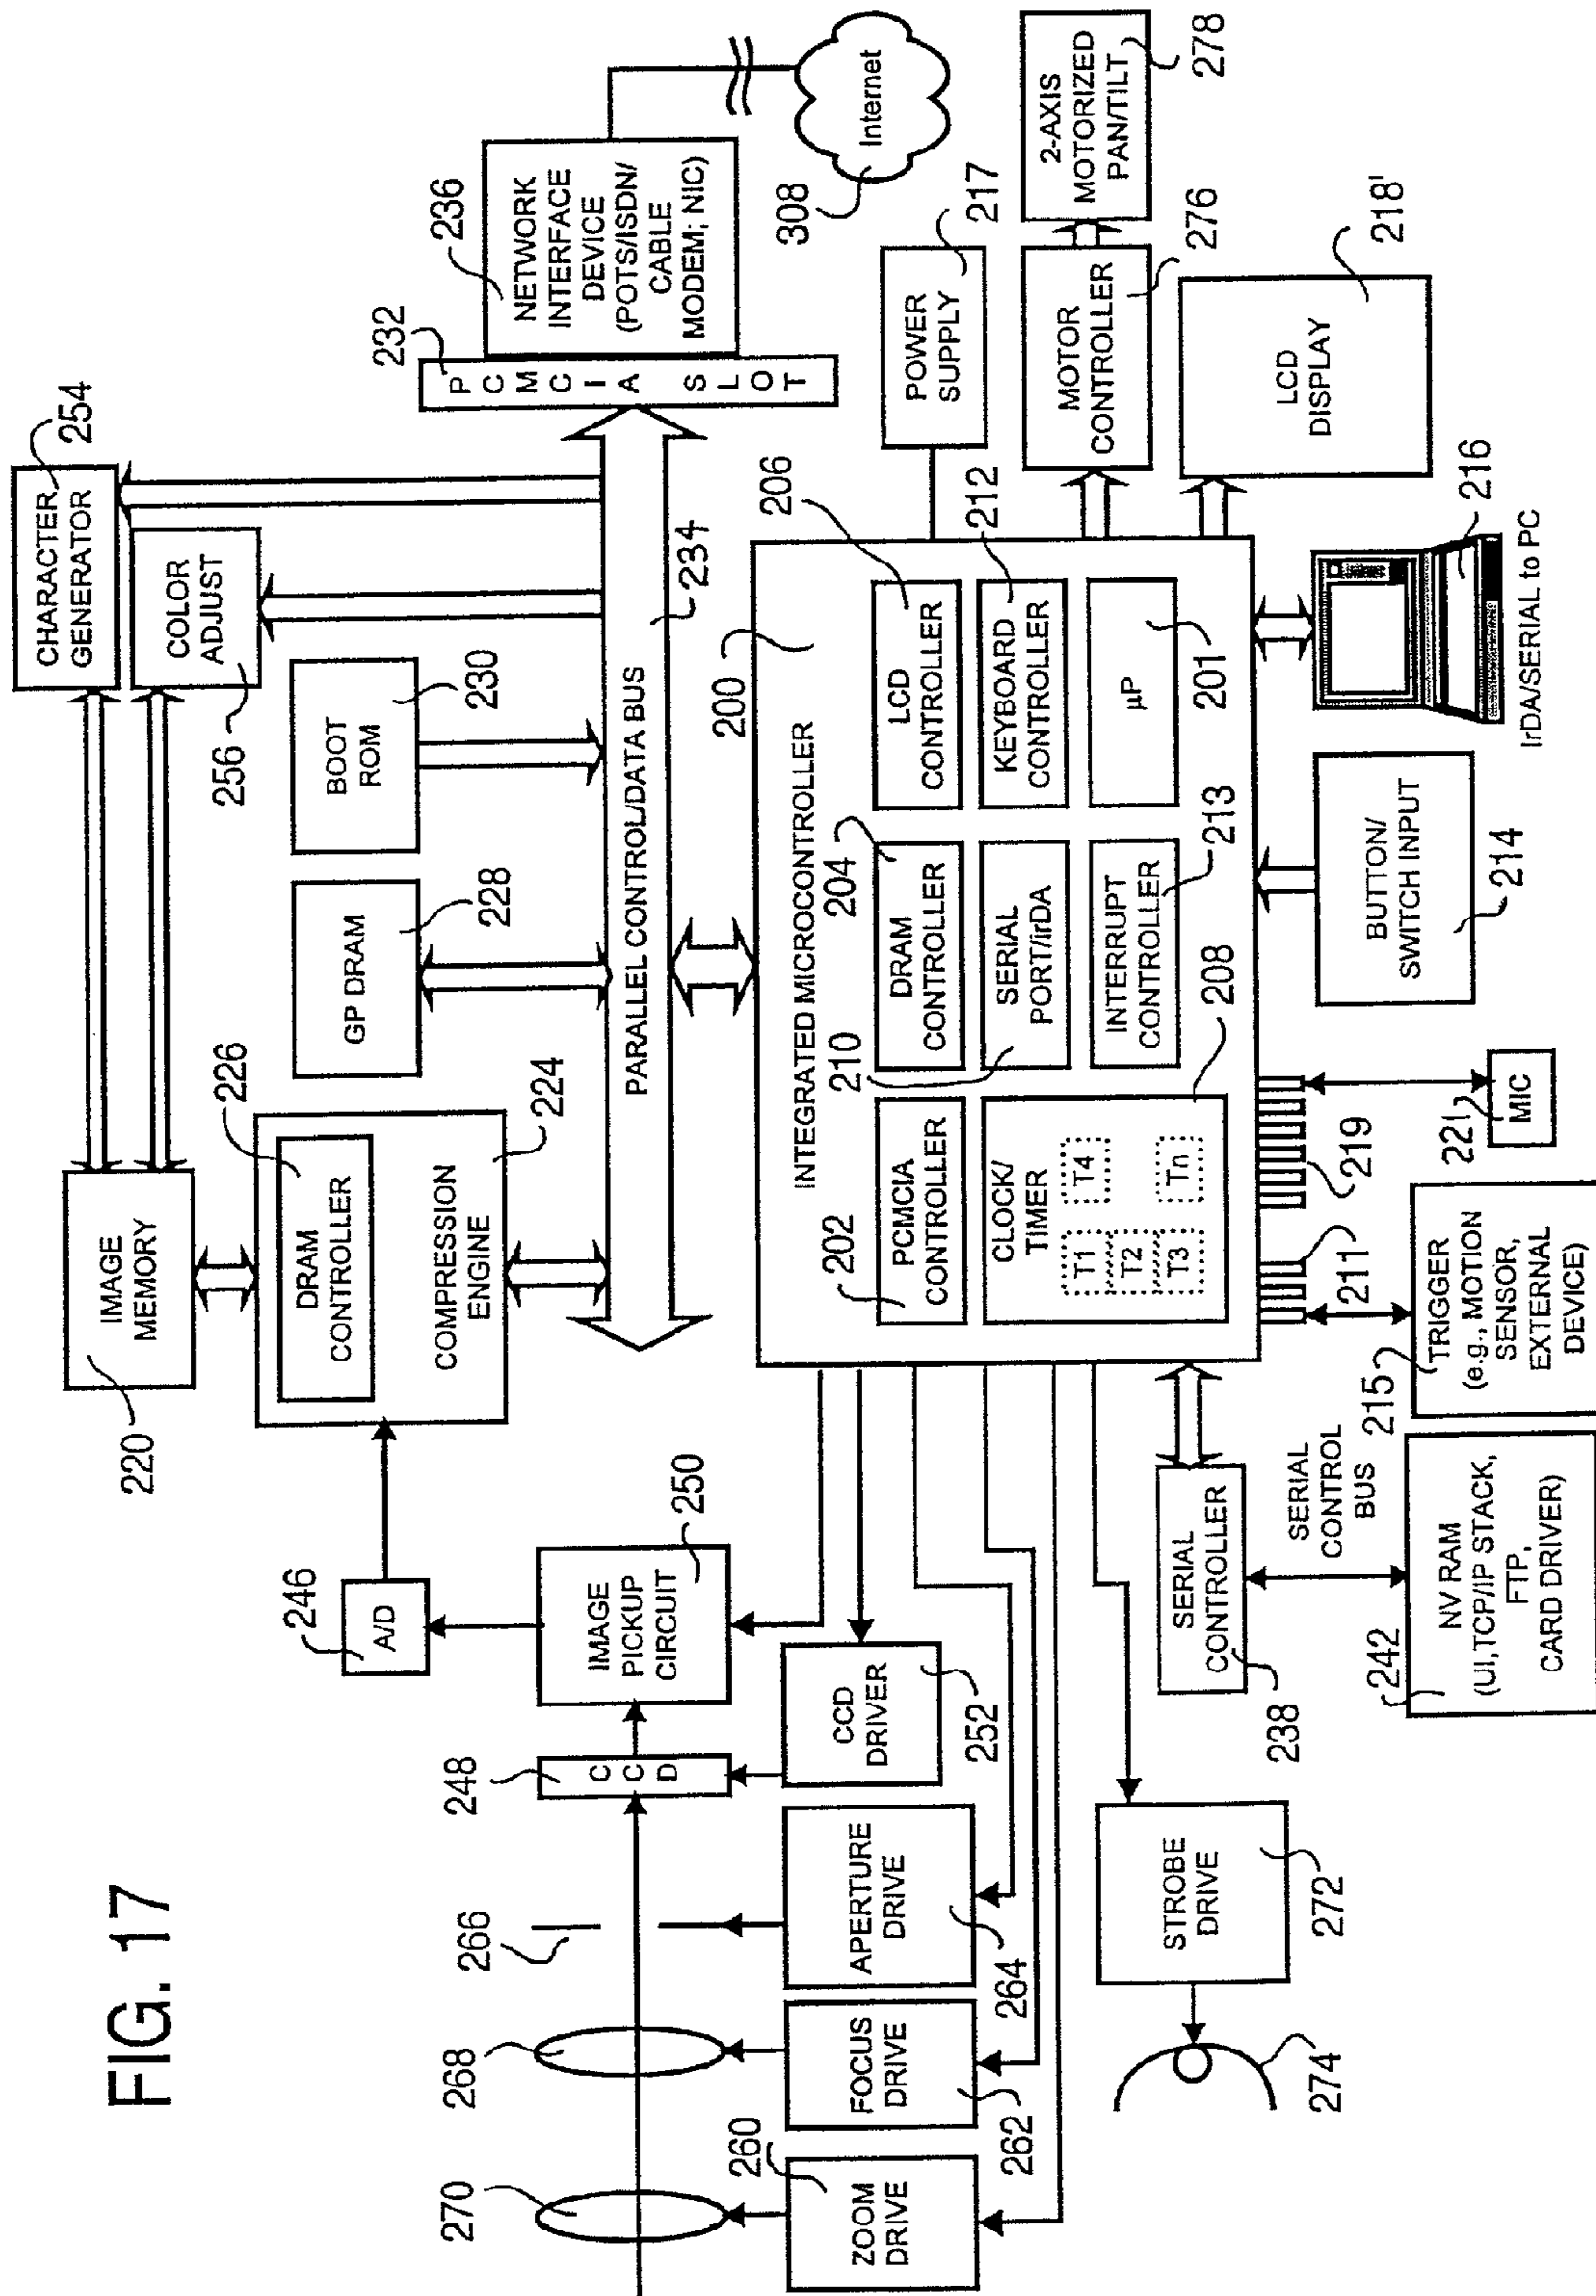 FIG. 17
270
268
266
248
CCD
246
A/D
IMAGE
PICKUP
CIRCUIT
250
220
IMAGE
MEMORY
226
DRAM
CONTROLLER
COMPRESSION
ENGINE
224
GP DRAM
228
BOOT
ROM
230
CHARACTER
GENERATOR
254
COLOR
ADJUST
256
PARALLEL CONTROL/DATA BUS
234
232
PCMCIA SLOT
236
NETWORK
INTERFACE
DEVICE
(POTS/ISDN/
CABLE
MODEM; NIC)
Internet
308
260
ZOOM
DRIVE
FOCUS
DRIVE
262
APERTURE
DRIVE
264
CCD
DRIVER
252
STROBE
DRIVE
272
274
INTEGRATED MICROCONTROLLER
200
202
PCMCIA
CONTROLLER
204
DRAM
CONTROLLER
LCD
CONTROLLER
206
CLOCK/
TIMER
T1
T2
T3
T4
Tn
208
210
SERIAL
PORT/irDA
KEYBOARD
CONTROLLER
212
INTERRUPT
CONTROLLER
213
µP
201
POWER
SUPPLY
217
MOTOR
CONTROLLER
276
2-AXIS
MOTORIZED
PAN/TILT
278
LCD
DISPLAY
218'
SERIAL
CONTROLLER
238
SERIAL
CONTROL
BUS
242
NV RAM
(UI,TCP/IP STACK,
FTP,
CARD DRIVER)
211
215
TRIGGER
(e.g., MOTION
SENSOR,
EXTERNAL
DEVICE)
219
221
MIC
BUTTON/
SWITCH INPUT
214
216
IrDA/SERIAL to PC